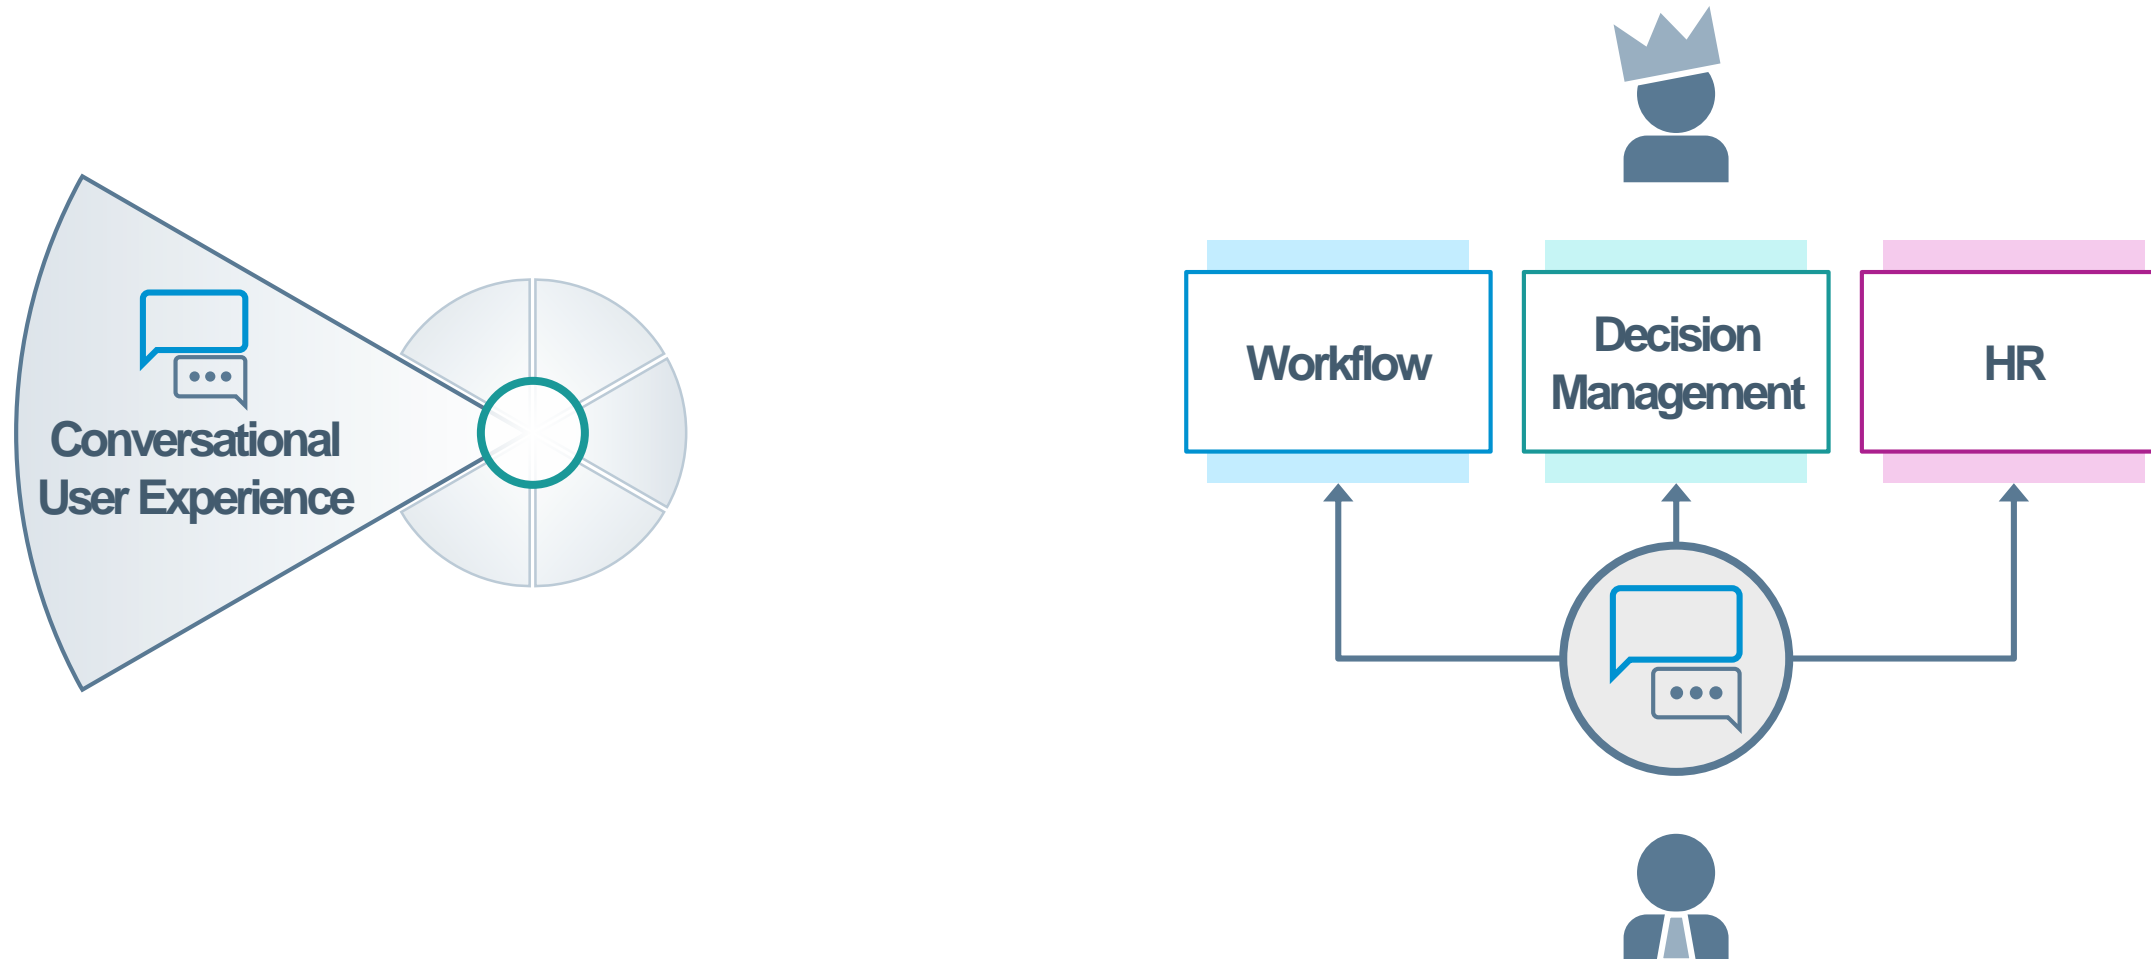 Conversational
User Experience
Workflow
Decision
Management
HR